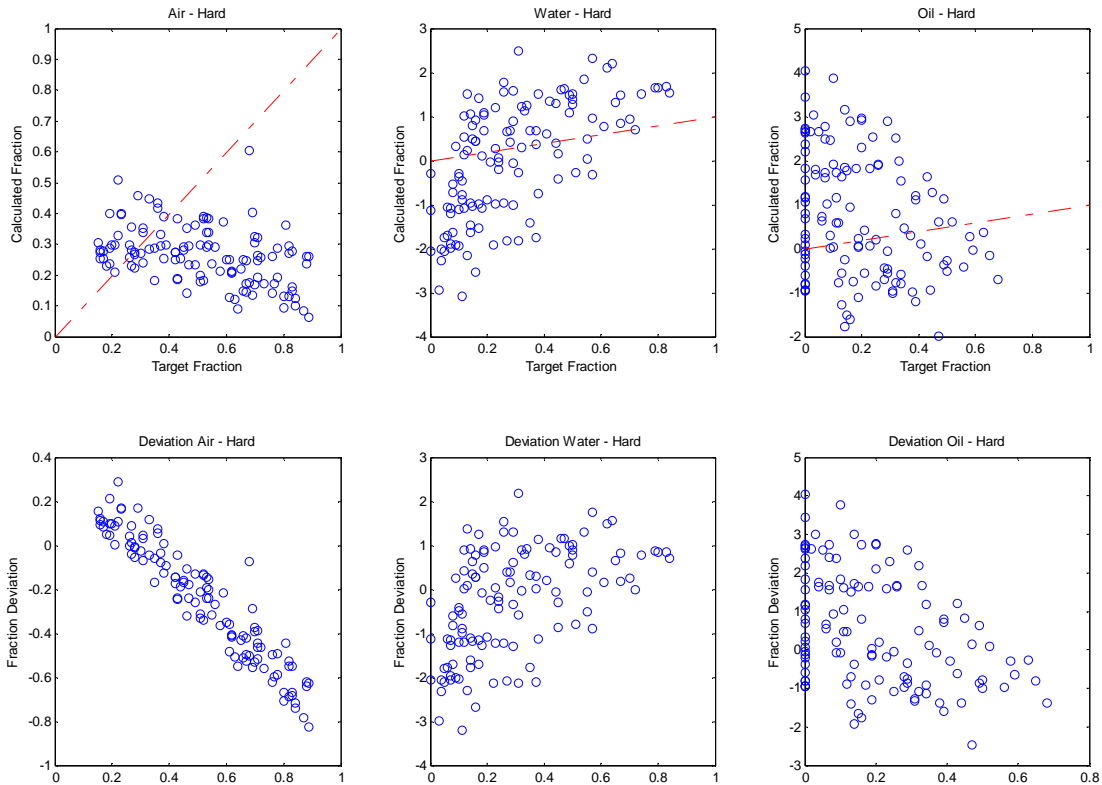 Air - Hard
Water - Hard
Oil - Hard
1
0.9
0.8
0.7
0.6
0.5
0.4
0.3
0.2
0.1
0
Calculated Fraction
0 0.2 0.4 0.6 0.8 1
Target Fraction
3
2
1
0
-1
-2
-3
-4
Calculated Fraction
0 0.2 0.4 0.6 0.8 1
Target Fraction
5
4
3
2
1
0
-1
-2
Calculated Fraction
0 0.2 0.4 0.6 0.8 1
Target Fraction
Deviation Air - Hard
Deviation Water - Hard
Deviation Oil - Hard
0.4
0.2
0
-0.2
-0.4
-0.6
-0.8
-1
Fraction Deviation
0 0.2 0.4 0.6 0.8 1
3
2
1
0
-1
-2
-3
-4
Fraction Deviation
0 0.2 0.4 0.6 0.8 1
5
4
3
2
1
0
-1
-2
-3
Fraction Deviation
0 0.2 0.4 0.6 0.8